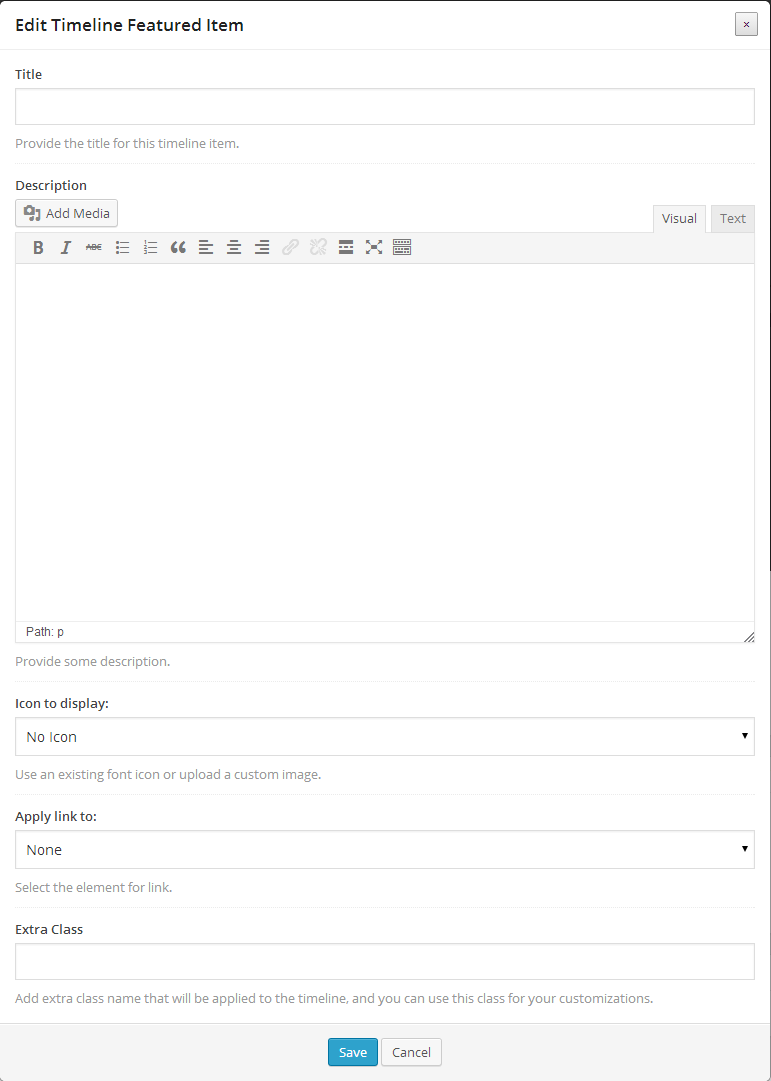 Edit Timeline Featured Item
×
Title
Provide the title for this timeline item.
Description
Add Media
Visual Text
B I ABC
Path: p
Provide some description.
Icon to display:
No Icon
Use an existing font icon or upload a custom image.
Apply link to:
None
Select the element for link.
Extra Class
Add extra class name that will be applied to the timeline, and you can use this class for your customizations.
Save Cancel